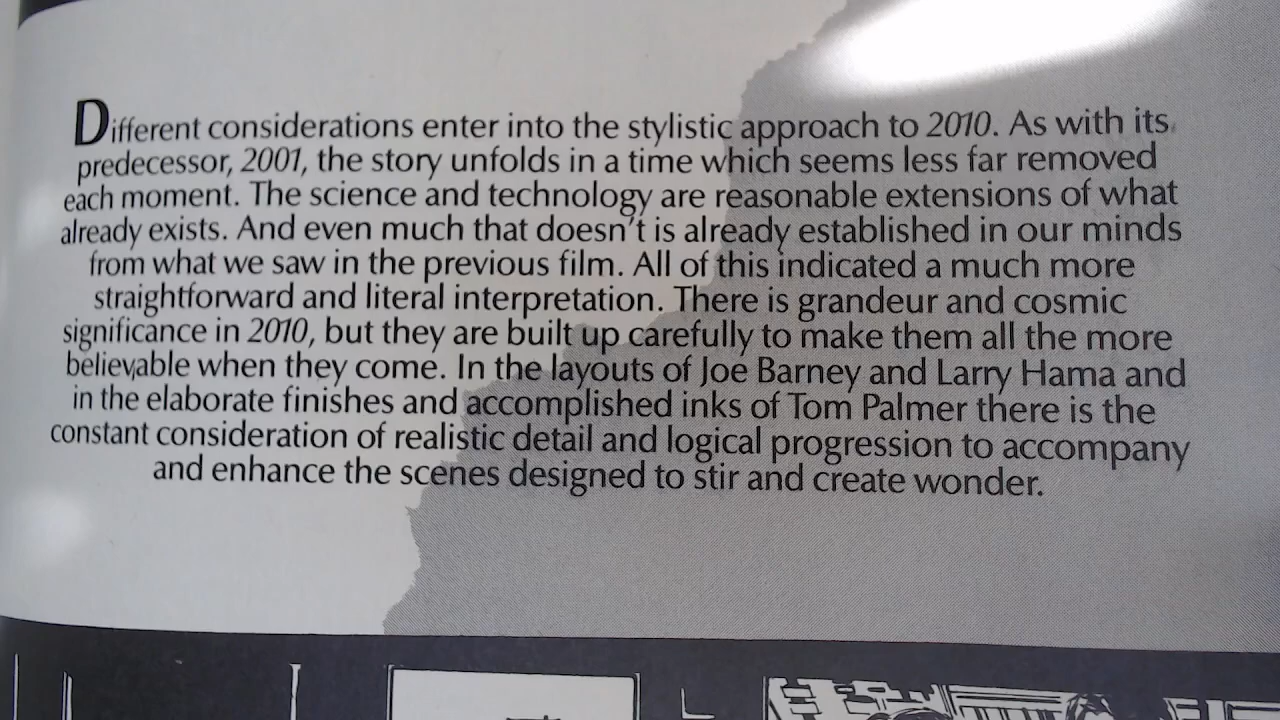 Different considerations enter into the stylistic approach to 2010. As with its
predecessor, 2001, the story unfolds in a time which seems less far removed
each moment. The science and technology are reasonable extensions of what
already exists. And even much that doesn't is already established in our minds
from what we saw in the previous film. All of this indicated a much more
straightforward and literal interpretation. There is grandeur and cosmic
significance in 2010, but they are built up carefully to make them all the more
believable when they come. In the layouts of Joe Barney and Larry Hama and
in the elaborate finishes and accomplished inks of Tom Palmer there is the
constant consideration of realistic detail and logical progression to accompany
and enhance the scenes designed to stir and create wonder.